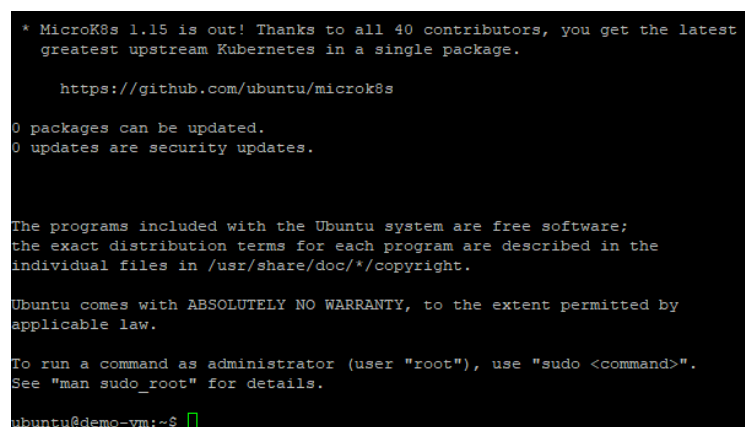 * MicroK8s 1.15 is out! Thanks to all 40 contributors, you get the latest
greatest upstream Kubernetes in a single package.
https://github.com/ubuntu/microk8s
0 packages can be updated.
0 updates are security updates.
The programs included with the Ubuntu system are free software;
the exact distribution terms for each program are described in the
individual files in /usr/share/doc/*/copyright.
Ubuntu comes with ABSOLUTELY NO WARRANTY, to the extent permitted by
applicable law.
To run a command as administrator (user "root"), use "sudo <command>".
See "man sudo_root" for details.
ubuntu@demo-vm:~$